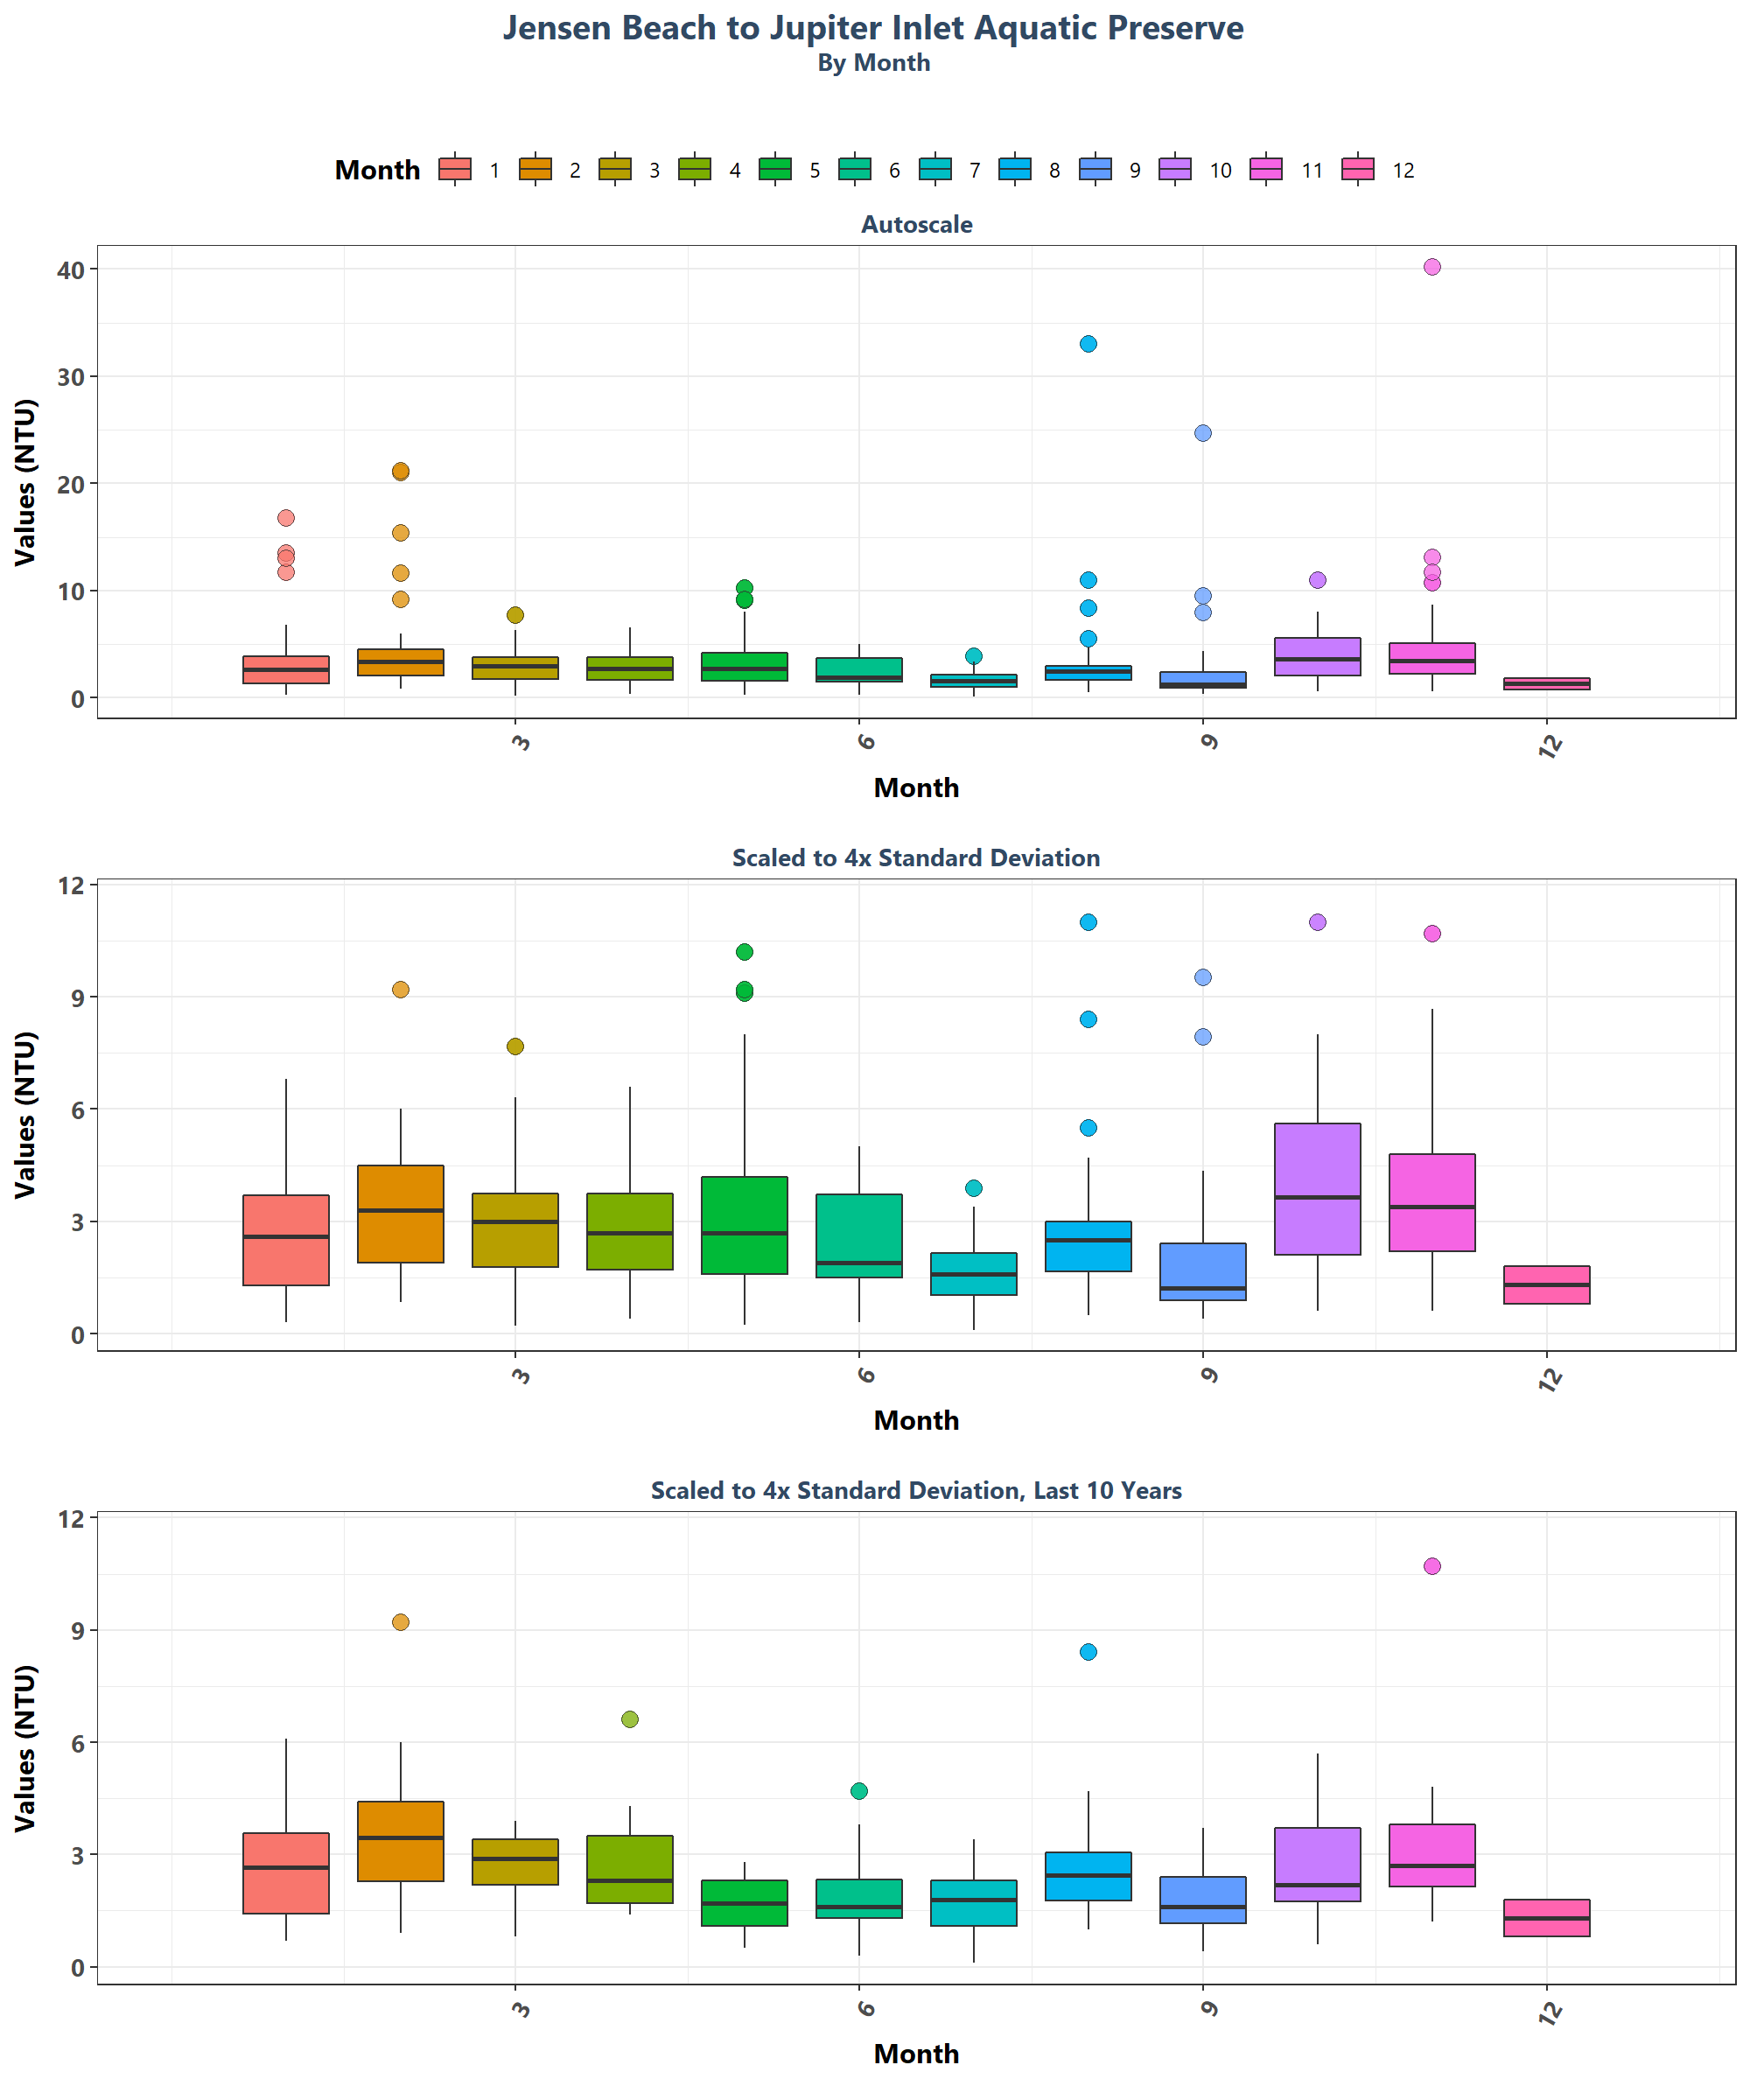 Jensen Beach to Jupiter Inlet Aquatic Preserve
By Month
Month 1 2 3 4 5 6 7 8 9 10 11 12
Autoscale
Values (NTU)
40
30
20
10
0
3 6 9 12
Month
Scaled to 4x Standard Deviation
Values (NTU)
12
9
6
3
0
3 6 9 12
Month
Scaled to 4x Standard Deviation, Last 10 Years
Values (NTU)
12
9
6
3
0
3 6 9 12
Month